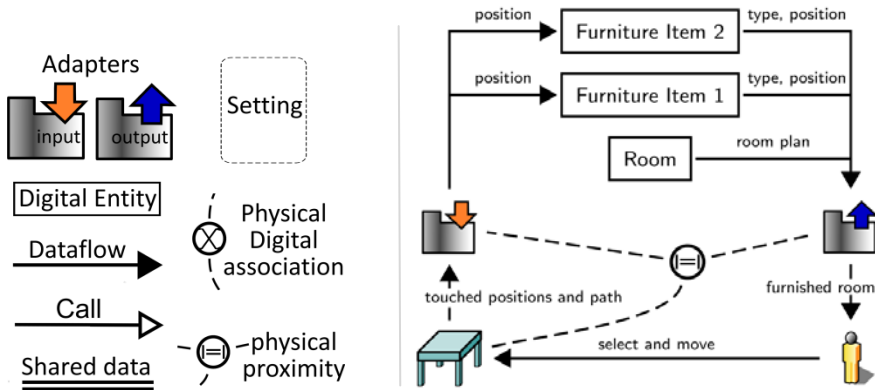 Adapters
input
output
Setting
Digital Entity
Physical
Digital
association
Dataflow
Call
physical
proximity
Shared data
position
Furniture Item 2
type, position
position
Furniture Item 1
type, position
Room
room plan
touched positions and path
furnished room
select and move